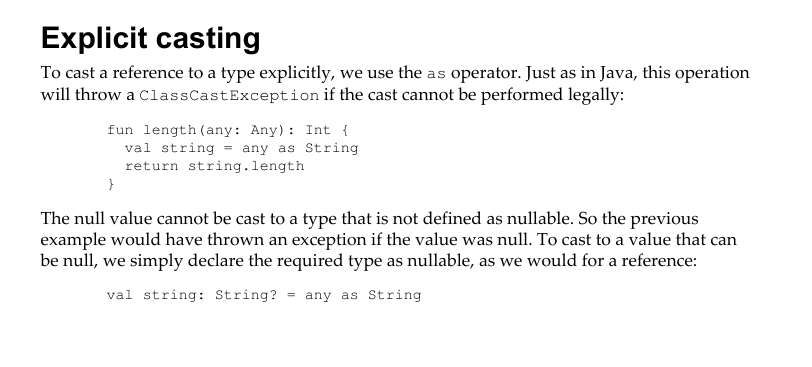 Explicit casting
To cast a reference to a type explicitly, we use the as operator. Just as in Java, this operation
will throw a ClassCastException if the cast cannot be performed legally:
fun length(any: Any): Int {
  val string = any as String
  return string.length
}
The null value cannot be cast to a type that is not defined as nullable. So the previous
example would have thrown an exception if the value was null. To cast to a value that can
be null, we simply declare the required type as nullable, as we would for a reference:
val string: String? = any as String